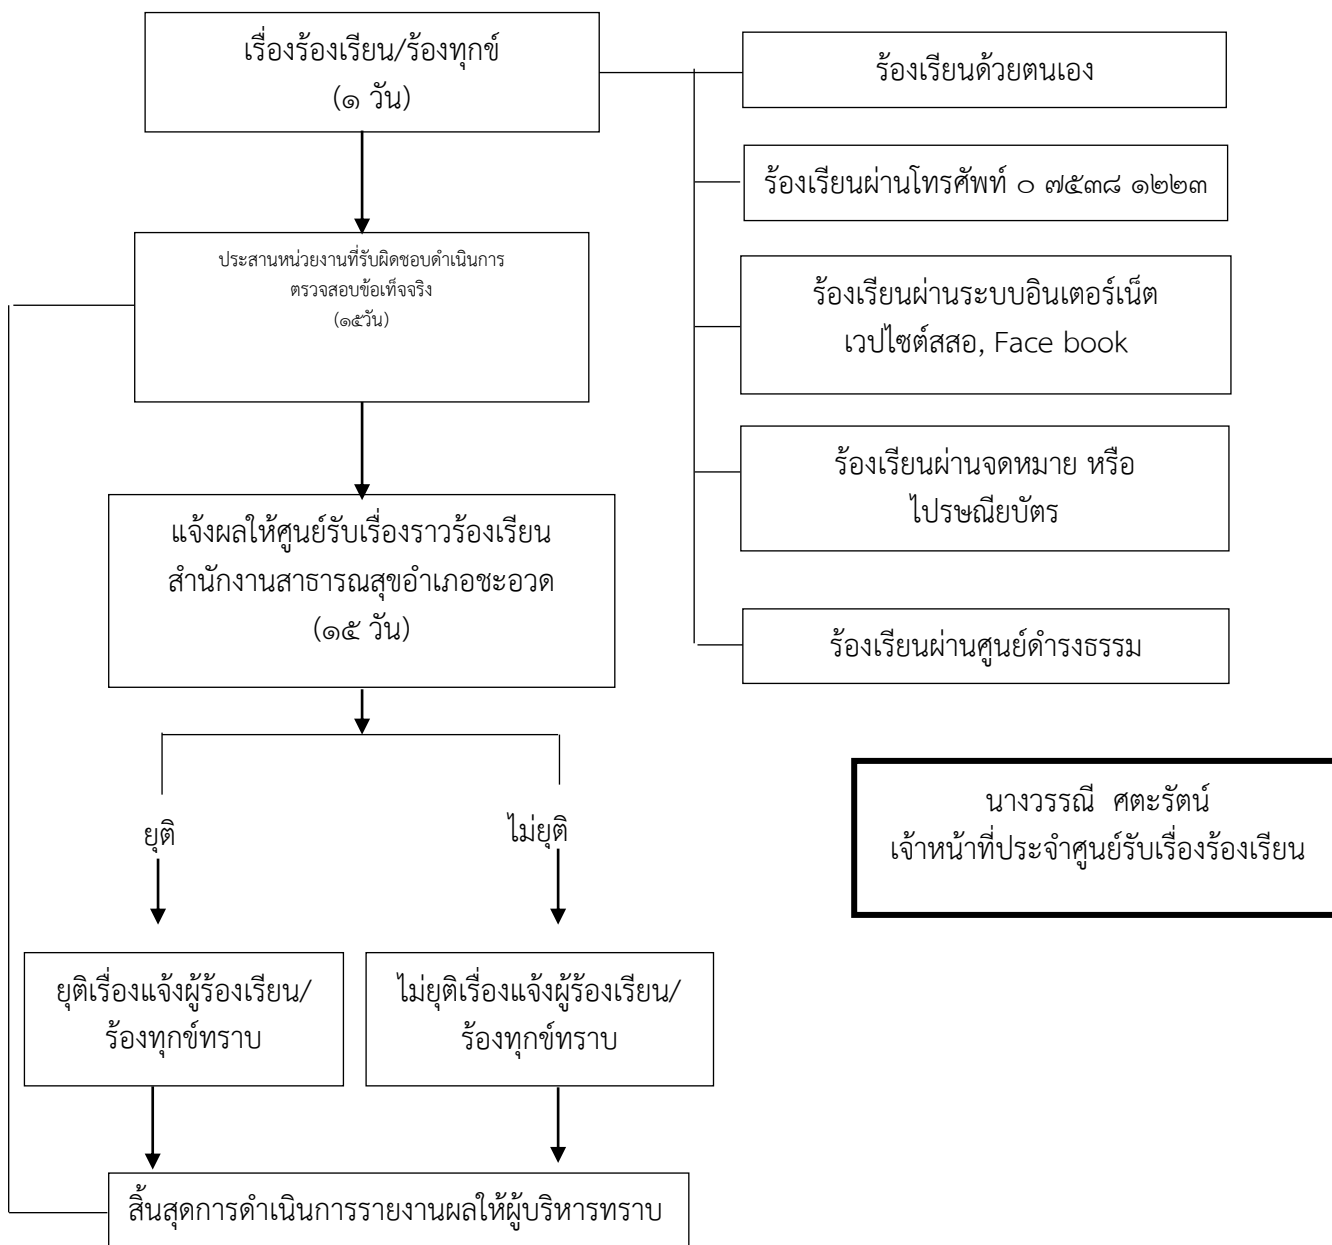 เรื่องร้องเรียน/ร้องทุกข์
(๑ วัน)
ร้องเรียนด้วยตนเอง
ร้องเรียนผ่านโทรศัพท์ ๐ ๗๕๓๘ ๑๒๒๓
ประสานหน่วยงานที่รับผิดชอบดำเนินการ
ตรวจสอบข้อเท็จจริง
(๑๕วัน)
ร้องเรียนผ่านระบบอินเตอร์เน็ต
เวปไซต์สสอ, Face book
ร้องเรียนผ่านจดหมาย หรือ
ไปรษณียบัตร
แจ้งผลให้ศูนย์รับเรื่องราวร้องเรียน
สำนักงานสาธารณสุขอำเภอชะอวด
(๑๕ วัน)
ร้องเรียนผ่านศูนย์ดำรงธรรม
ยุติ
ไม่ยุติ
นางวรรณี ศตะรัตน์
เจ้าหน้าที่ประจำศูนย์รับเรื่องร้องเรียน
ยุติเรื่องแจ้งผู้ร้องเรียน/
ร้องทุกข์ทราบ
ไม่ยุติเรื่องแจ้งผู้ร้องเรียน/
ร้องทุกข์ทราบ
สิ้นสุดการดำเนินการรายงานผลให้ผู้บริหารทราบ